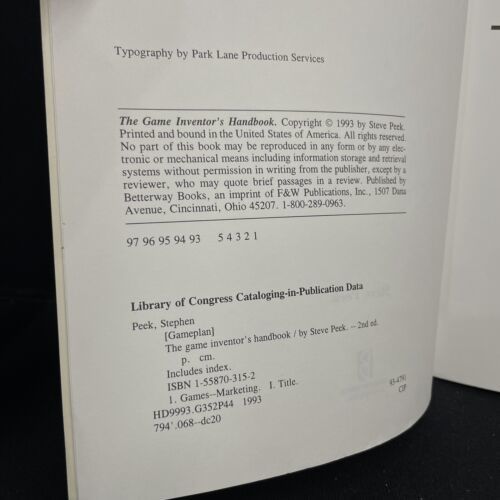 Typography by Park Lane Production Services
The Game Inventor's Handbook. Copyright © 1993 by Steve Peek.
Printed and bound in the United States of America. All rights reserved.
No part of this book may be reproduced in any form or by any elec-
tronic or mechanical means including information storage and retrieval
systems without permission in writing from the publisher, except by a
reviewer, who may quote brief passages in a review. Published by
Betterway Books, an imprint of F&W Publications, Inc., 1507 Dana
Avenue, Cincinnati, Ohio 45207. 1-800-289-0963.
97 96 95 94 93 5 4 3 2 1
Library of Congress Cataloging-in-Publication Data
Peek, Stephen
[Gameplan]
The game inventor's handbook / by Steve Peek. -- 2nd ed.
p. cm.
Includes index.
ISBN 1-55870-315-2
1. Games--Marketing. I. Title.
HD9993.G352P44 1993
794'.068--dc20
93-4791
CIP